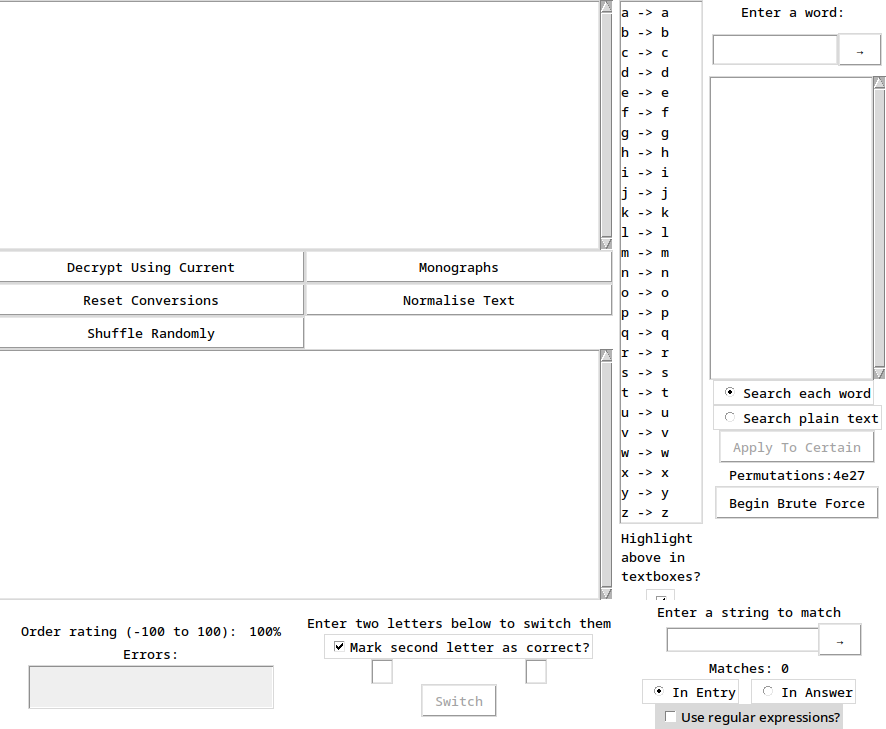 a -> a
b -> b
c -> c
d -> d
e -> e
f -> f
g -> g
h -> h
i -> i
j -> j
k -> k
l -> l
m -> m
n -> n
o -> o
p -> p
q -> q
r -> r
s -> s
t -> t
u -> u
v -> v
w -> w
x -> x
y -> y
z -> z
Enter a word:
→
Decrypt Using Current
Monographs
Reset Conversions
Normalise Text
Shuffle Randomly
Search each word
Search plain text
Apply To Certain
Permutations:4e27
Begin Brute Force
Highlight
above in
textboxes?
Order rating (-100 to 100): 100%
Errors:
Enter two letters below to switch them
Mark second letter as correct?
Switch
Enter a string to match
→
Matches: 0
In Entry
In Answer
Use regular expressions?